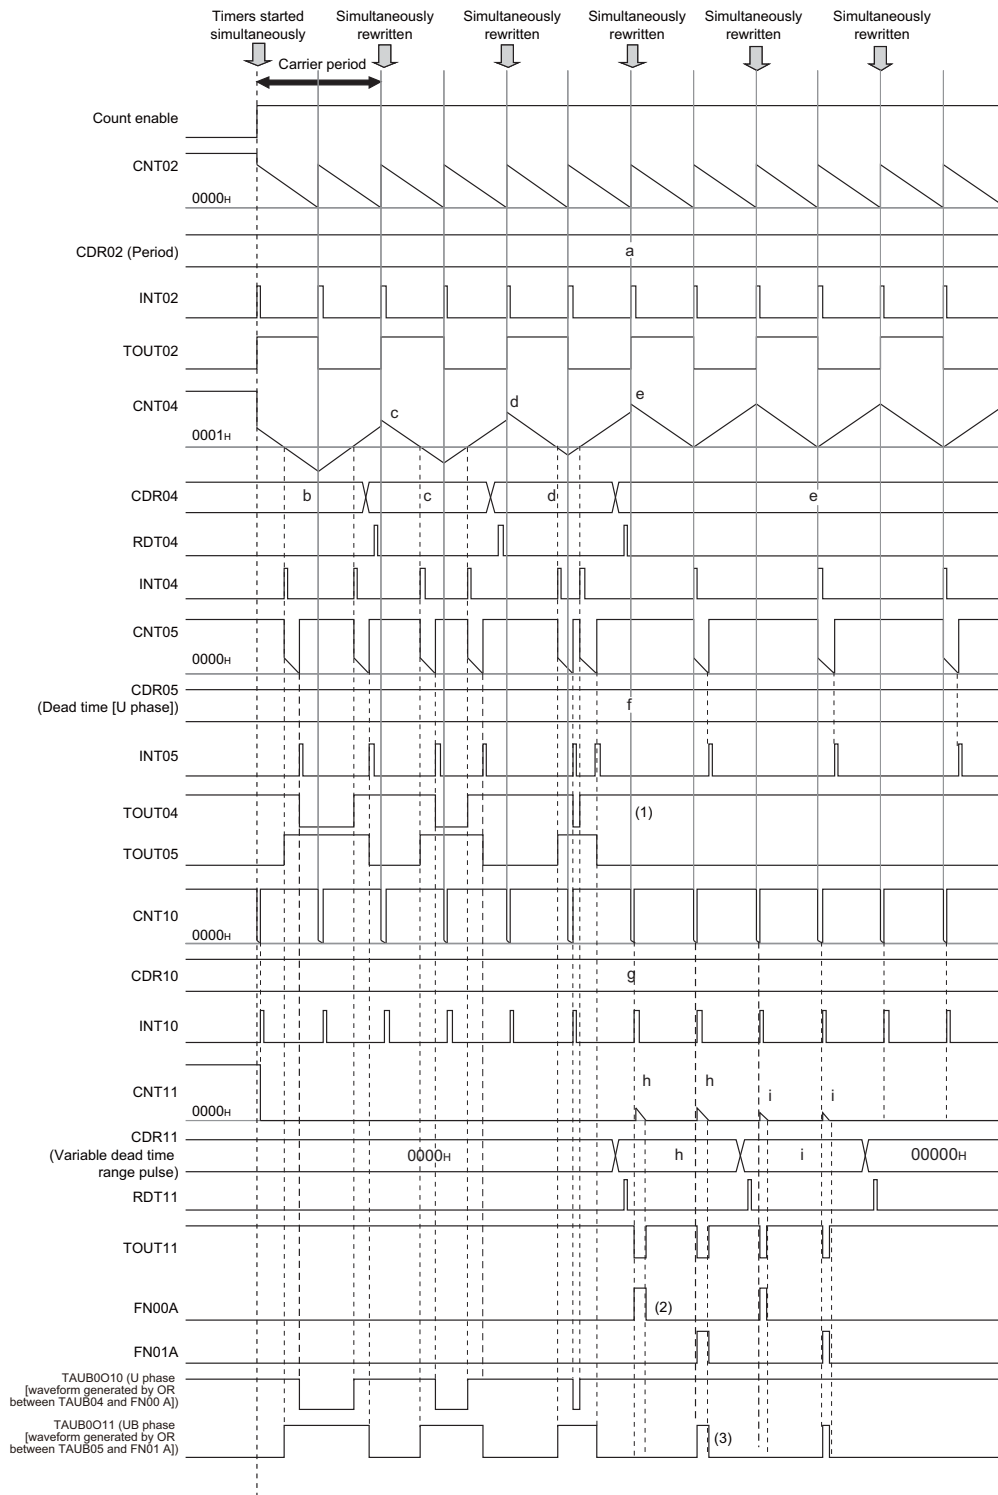 Timers started
simultaneously
Simultaneously
rewritten
Simultaneously
rewritten
Simultaneously
rewritten
Simultaneously
rewritten
Simultaneously
rewritten
Carrier period
Count enable
CNT02
0000H
CDR02 (Period)
a
INT02
TOUT02
CNT04
c
d
e
0001H
CDR04
b
c
d
e
RDT04
INT04
CNT05
0000H
CDR05
(Dead time [U phase])
f
INT05
TOUT04
(1)
TOUT05
CNT10
0000H
CDR10
g
INT10
CNT11
h
h
i
i
0000H
CDR11
(Variable dead time
range pulse)
0000H
h
i
00000H
RDT11
TOUT11
FN00A
(2)
FN01A
TAUB0O10 (U phase
[waveform generated by OR
between TAUB04 and FN00 A])
TAUB0O11 (UB phase
[waveform generated by OR
between TAUB05 and FN01 A])
(3)